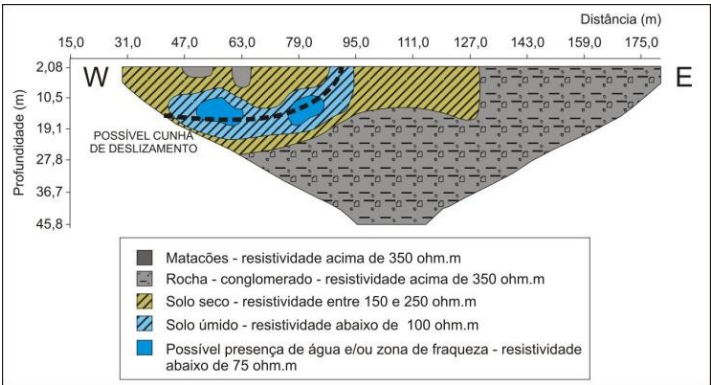 Distância (m)
15,0 31,0 47,0 63,0 79,0 95,0 111,0 127,0 143,0 159,0 175,0
W
E
Profundidade (m)
2,08
10,5
19,1
27,8
36,7
45,8
POSSÍVEL CUNHA
DE DESLIZAMENTO
Matacões - resistividade acima de 350 ohm.m
Rocha - conglomerado - resistividade acima de 350 ohm.m
Solo seco - resistividade entre 150 e 250 ohm.m
Solo úmido - resistividade abaixo de 100 ohm.m
Possível presença de água e/ou zona de fraqueza - resistividade
abaixo de 75 ohm.m